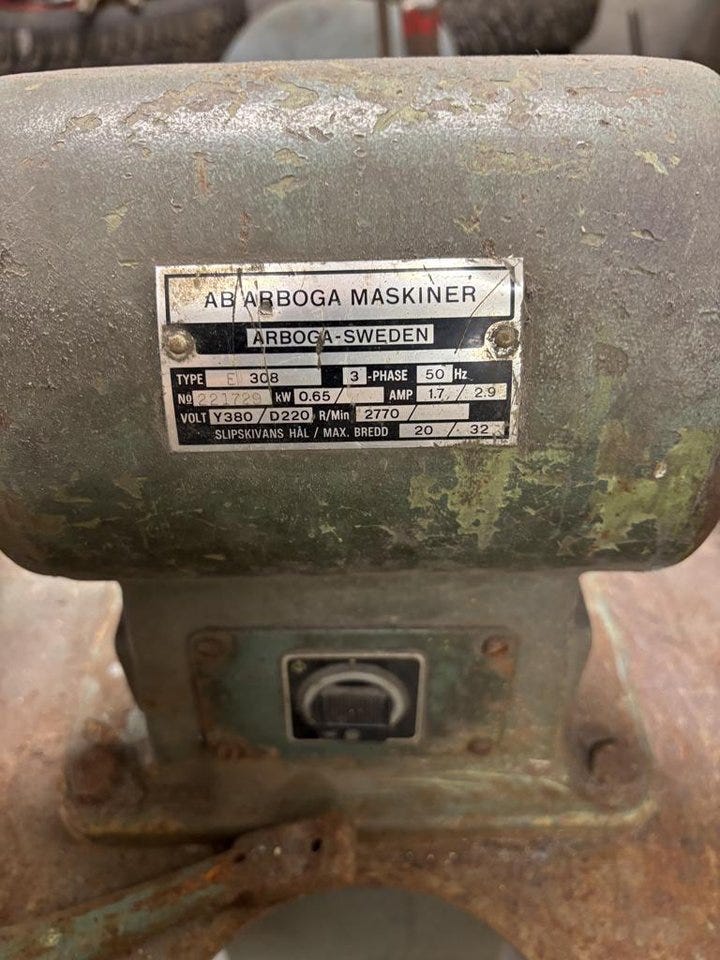 AB ARBOGA MASKINER
ARBOGA-SWEDEN
TYPE 308 3 -PHASE 50 Hz
No 221729 kW 0.65/ AMP 1.7 / 2.9
VOLT Y380 / D220 R/Min 2770 /
SLIPSKIVANS HÅL / MAX. BREDD 20 / 32